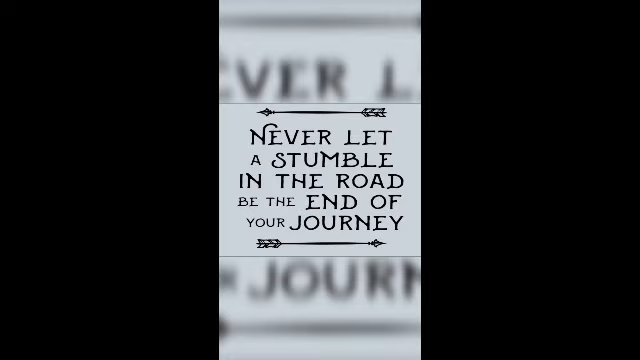 NEVER LET
A STUMBLE
IN THE ROAD
BE THE END OF
YOUR JOURNEY